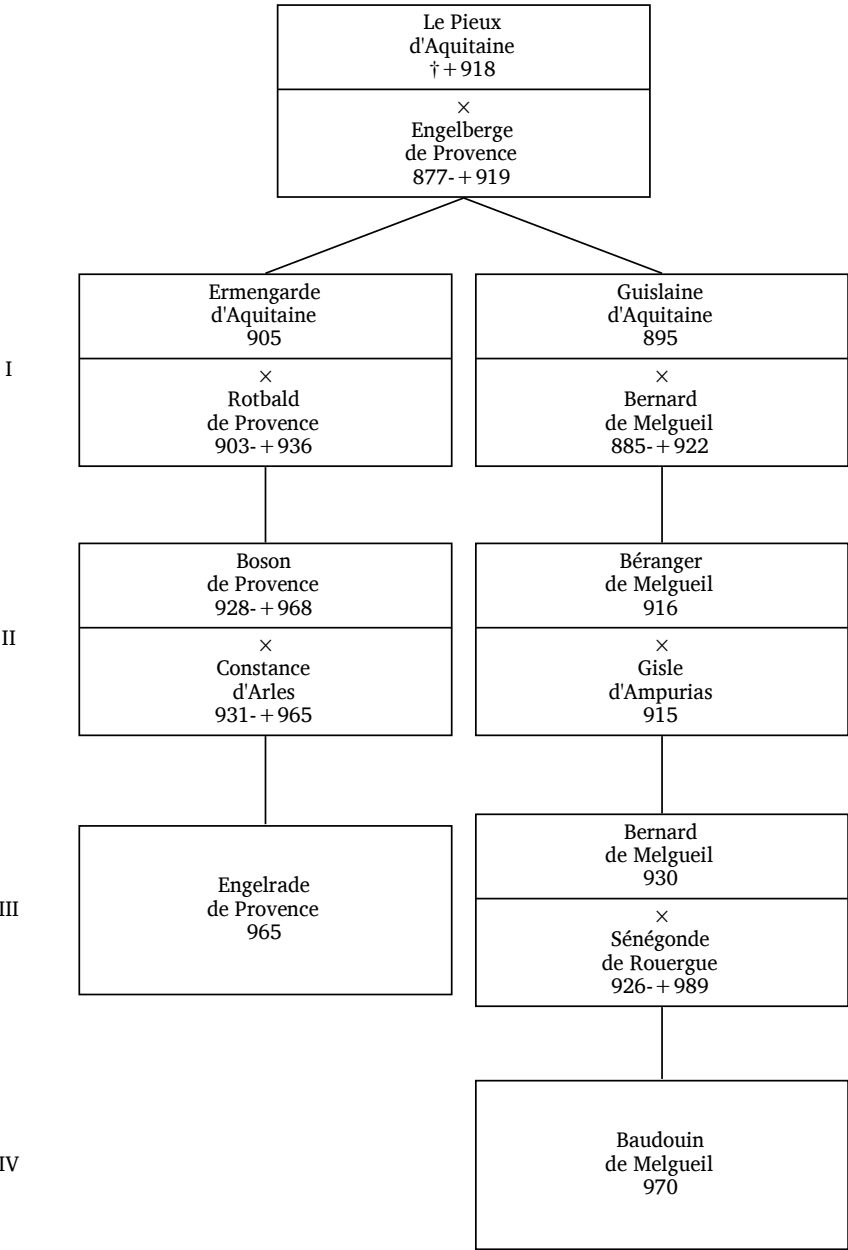 Le Pieux
d'Aquitaine
†+918
×
Engelberge
de Provence
877-+919
I
Ermengarde
d'Aquitaine
905
×
Rotbald
de Provence
903-+936
Guislaine
d'Aquitaine
895
×
Bernard
de Melgueil
885-+922
II
Boson
de Provence
928-+968
×
Constance
d'Arles
931-+965
Béranger
de Melgueil
916
×
Gisle
d'Ampurias
915
III
Engelrade
de Provence
965
Bernard
de Melgueil
930
×
Sénégonde
de Rouergue
926-+989
IV
Baudouin
de Melgueil
970